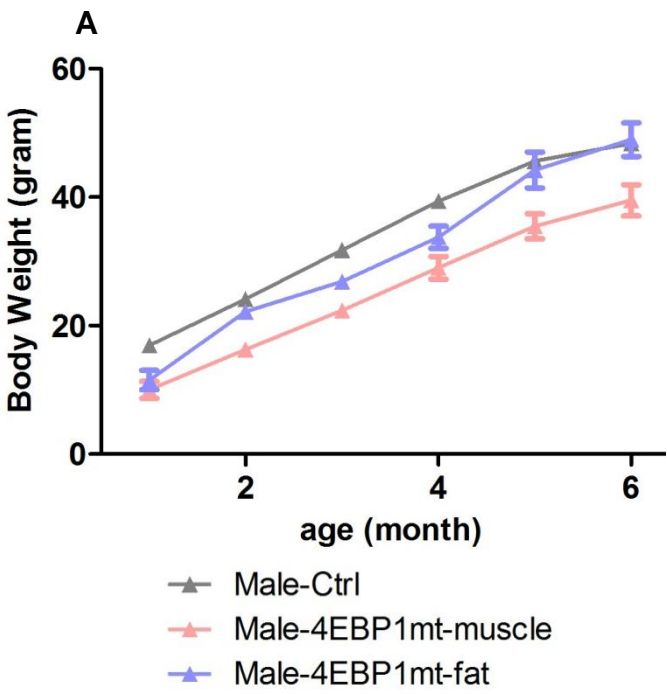 A
60
40
20
0
Body Weight (gram)
2 4 6
age (month)
Male-Ctrl
Male-4EBP1mt-muscle
Male-4EBP1mt-fat